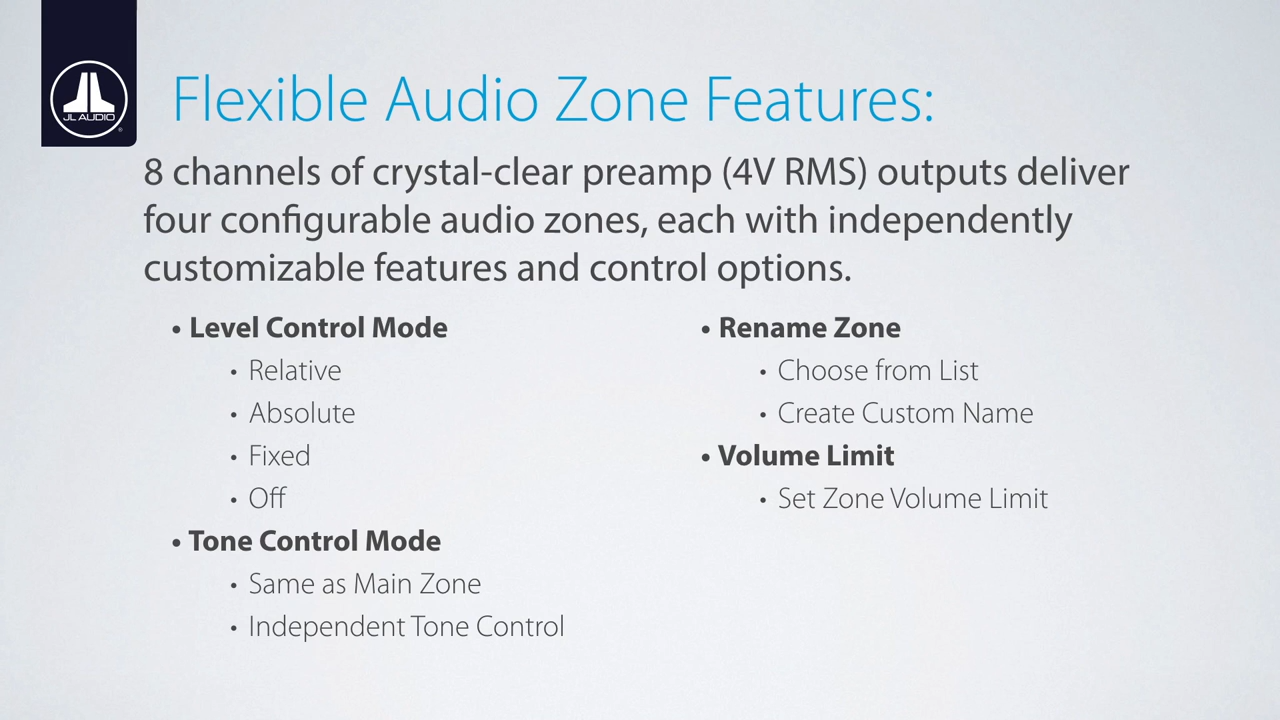 JL AUDIO
Flexible Audio Zone Features:
8 channels of crystal-clear preamp (4V RMS) outputs deliver
four configurable audio zones, each with independently
customizable features and control options.
• Level Control Mode
• Relative
• Absolute
• Fixed
• Off
• Tone Control Mode
• Same as Main Zone
• Independent Tone Control
• Rename Zone
• Choose from List
• Create Custom Name
• Volume Limit
• Set Zone Volume Limit